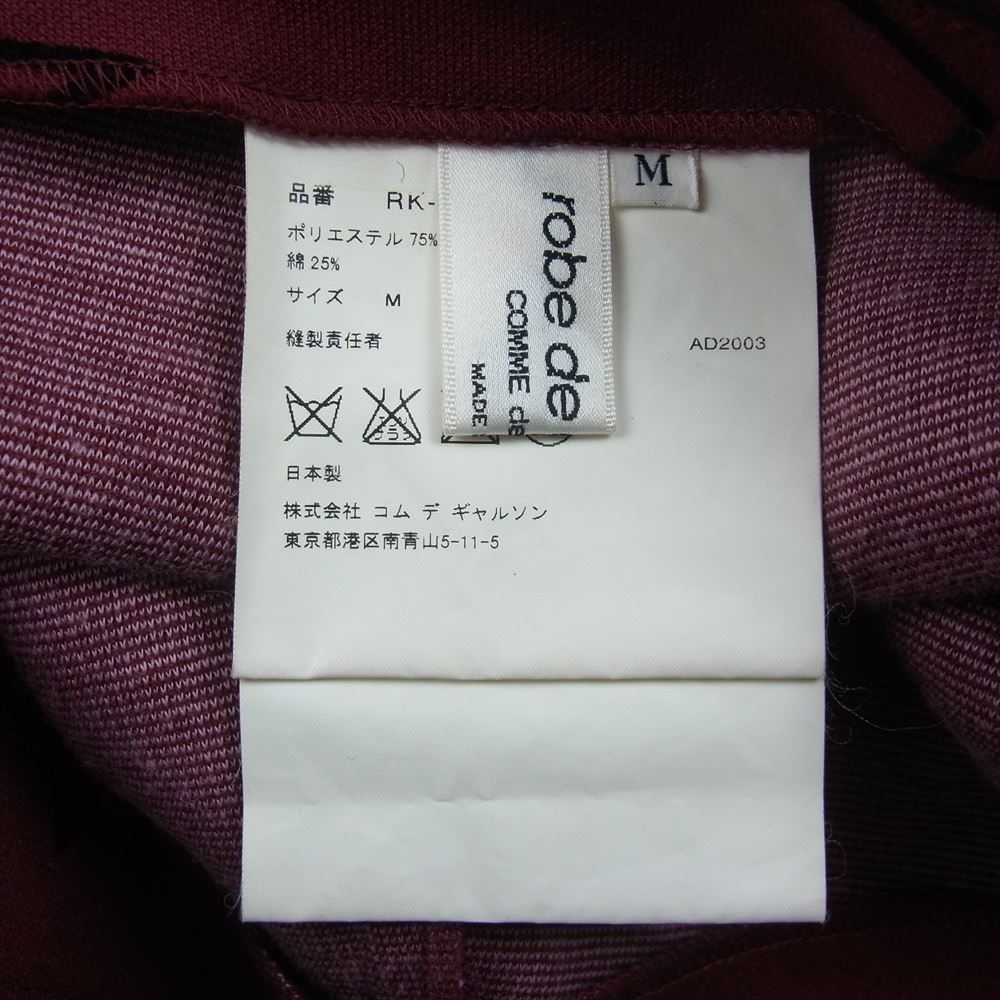 品番 RK-
ポリエステル 75%
綿 25%
サイズ M
縫製責任者
AD2003
日本製
株式会社 コム デ ギャルソン
東京都港区南青山5-11-5
robe de
COMME de
MADE
M